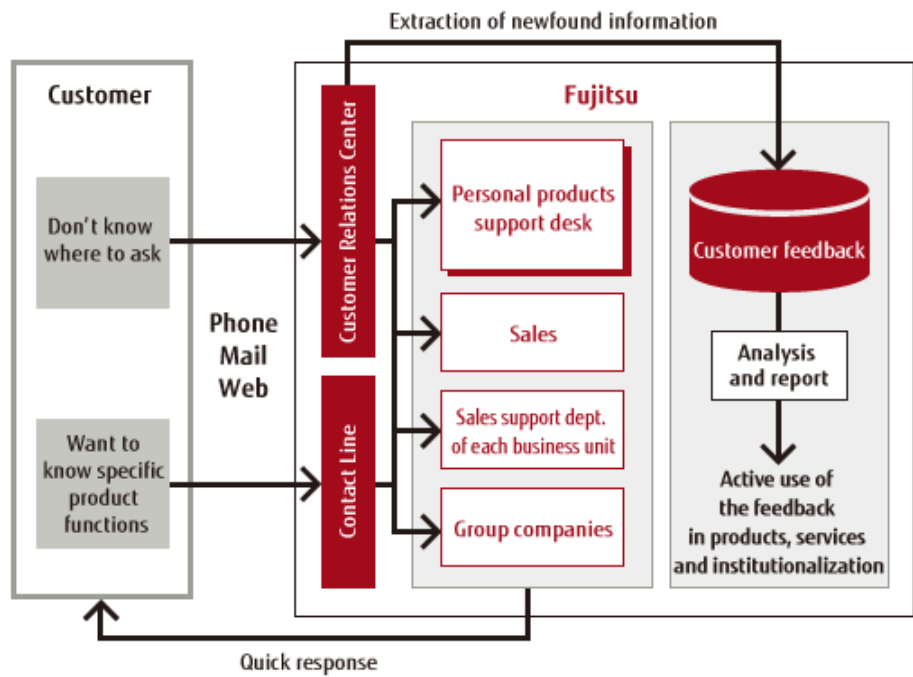 Extraction of newfound information
Customer
Fujitsu
Don't know
where to ask
Want to
know specific
product
functions
Phone
Mail
Web
Customer Relations Center
Contact Line
Personal products
support desk
Sales
Sales support dept.
of each business unit
Group companies
Customer feedback
Analysis
and report
Active use of
the feedback
in products, services
and institutionalization
Quick response